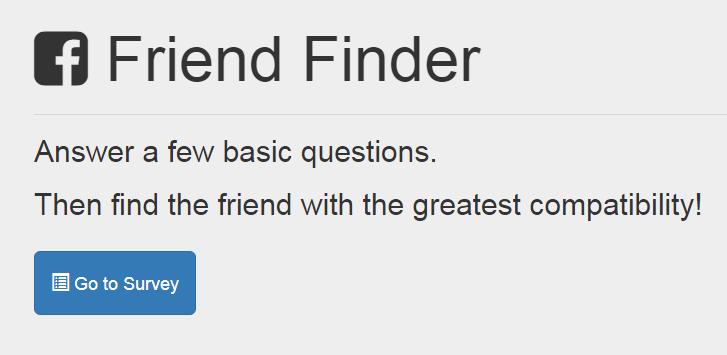 Friend Finder
Answer a few basic questions.
Then find the friend with the greatest compatibility!
Go to Survey